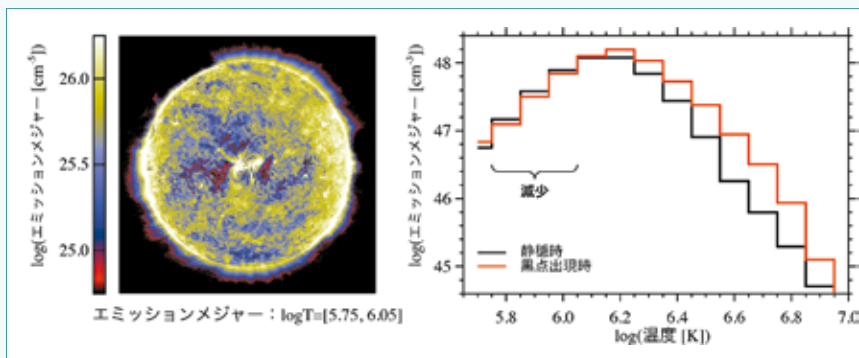 log(エミッションメジャー [cm⁻⁵])
26.0
25.5
25.0
エミッションメジャー：logT=[5.75, 6.05]
log(エミッションメジャー [cm⁻³])
48
47
46
45
減少
静穏時
黒点出現時
5.8 6.0 6.2 6.4 6.6 6.8 7.0
log(温度 [K])